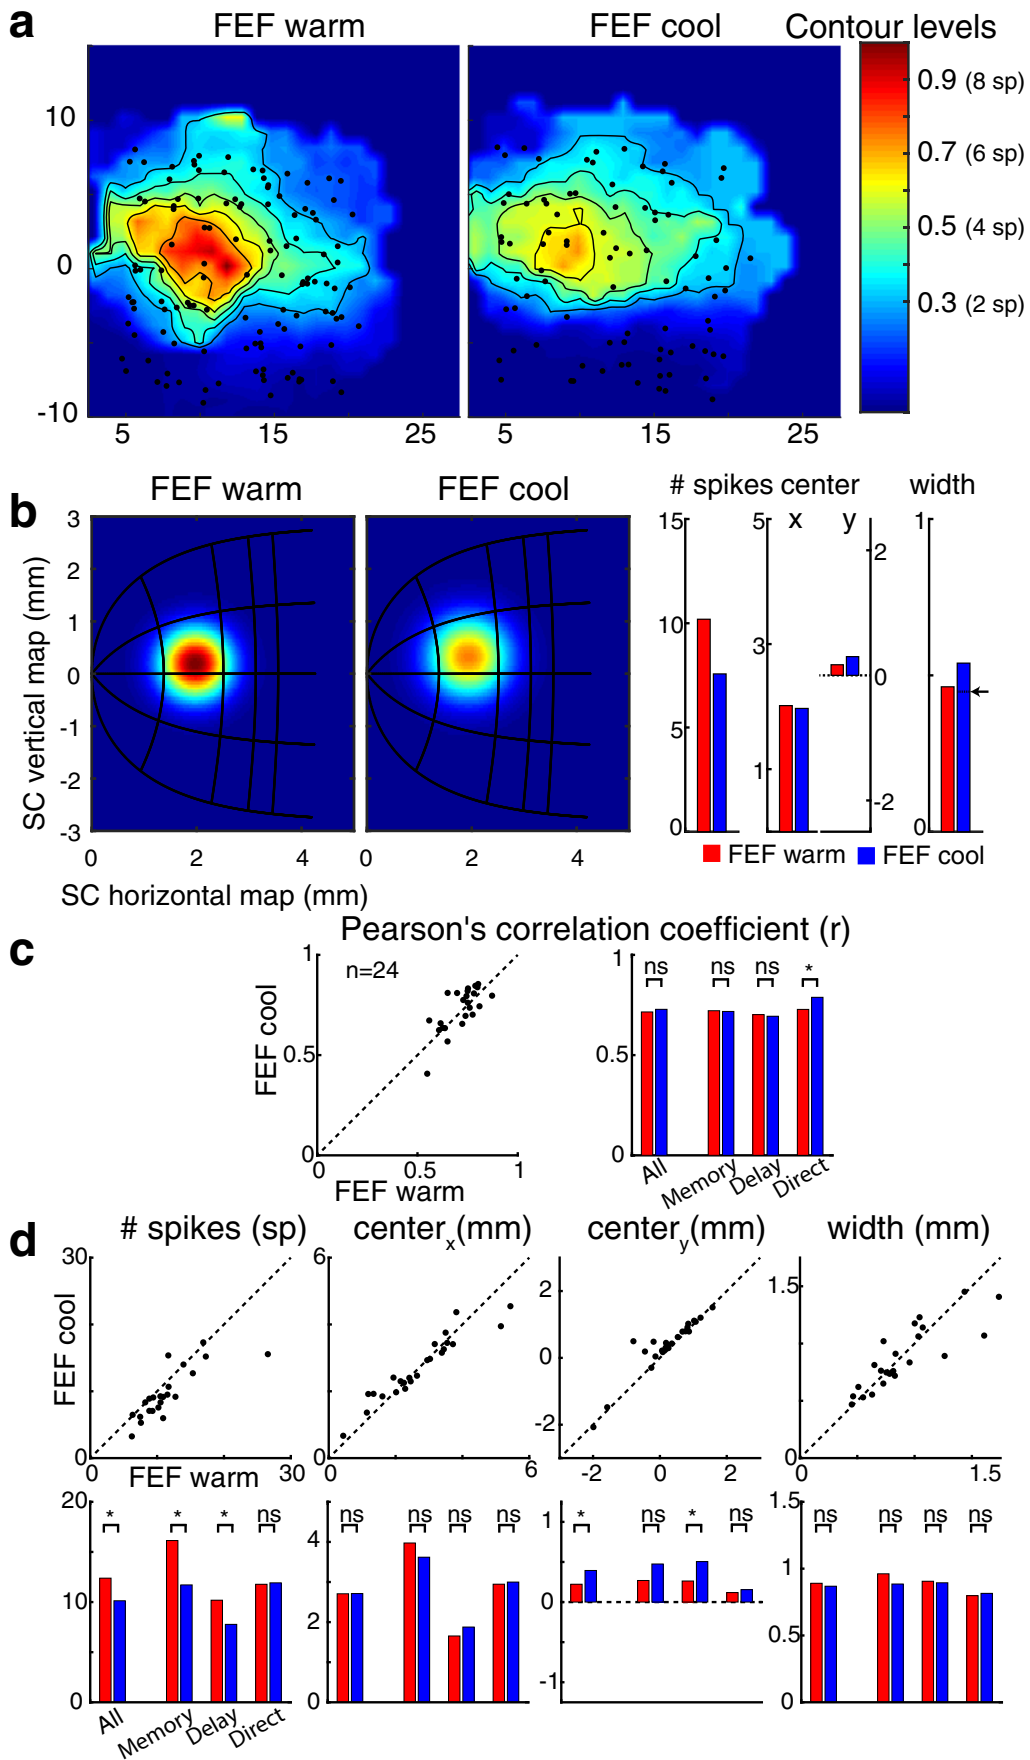 a
FEF warm
FEF cool
Contour levels
0.9 (8 sp)
0.7 (6 sp)
0.5 (4 sp)
0.3 (2 sp)
10
0
-10
5 15 25
5 15 25
b
FEF warm
FEF cool
# spikes center width
x y
SC vertical map (mm)
3
2
1
0
-1
-2
-3
0 2 4
0 2 4
SC horizontal map (mm)
15
10
5
0
5
3
1
2
0
-2
1
0
FEF warm FEF cool
c
Pearson's correlation coefficient (r)
n=24
FEF cool
1
0.5
0
0 0.5 1
FEF warm
1
0.5
0
ns ns ns *
All Memory Delay Direct
d
# spikes (sp)
centerx(mm)
centery(mm)
width (mm)
FEF cool
30
0
0 30
FEF warm
6
0
0 6
2
0
-2
-2 0 2
1.5
0
0 1.5
20
10
0
* * * ns
All Memory Delay Direct
4
2
0
ns ns ns ns
1
0
-1
* ns * ns
1.5
1
0.5
0
ns ns ns ns